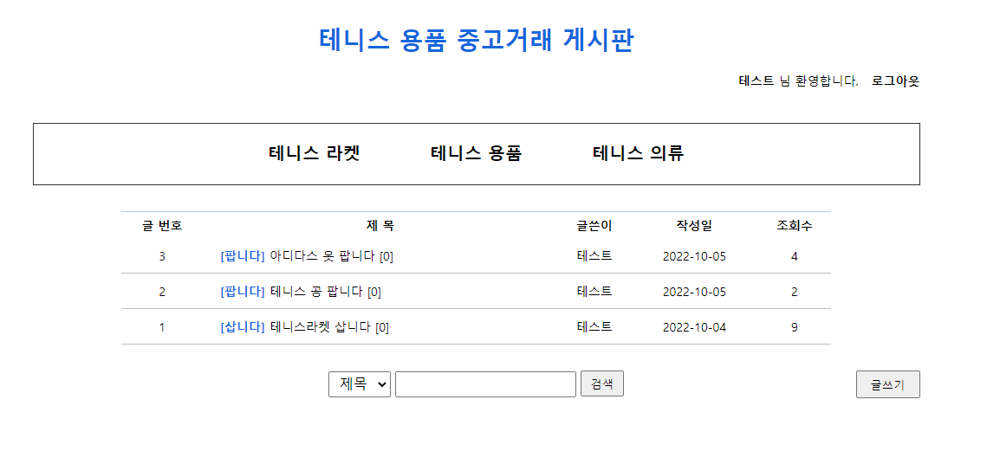 테니스 용품 중고거래 게시판
테스트 님 환영합니다. 로그아웃
테니스 라켓 테니스 용품 테니스 의류
글 번호 제 목 글쓴이 작성일 조회수
3 [팝니다] 아디다스 옷 팝니다 [0] 테스트 2022-10-05 4
2 [팝니다] 테니스 공 팝니다 [0] 테스트 2022-10-05 2
1 [삽니다] 테니스라켓 삽니다 [0] 테스트 2022-10-04 9
제목 검색 글쓰기